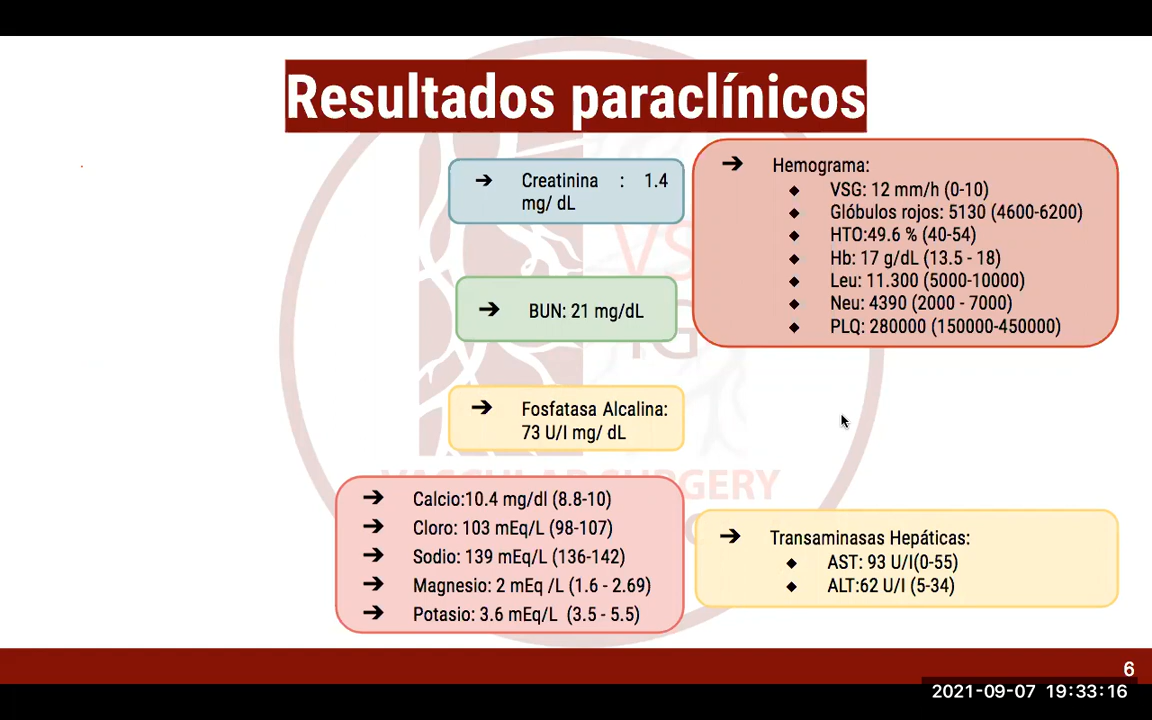 Resultados paraclínicos
➔ Creatinina : 1.4
mg/ dL
➔ BUN: 21 mg/dL
➔ Fosfatasa Alcalina:
73 U/I mg/ dL
➔ Calcio:10.4 mg/dl (8.8-10)
➔ Cloro: 103 mEq/L (98-107)
➔ Sodio: 139 mEq/L (136-142)
➔ Magnesio: 2 mEq /L (1.6 - 2.69)
➔ Potasio: 3.6 mEq/L (3.5 - 5.5)
➔ Hemograma:
◆ VSG: 12 mm/h (0-10)
◆ Glóbulos rojos: 5130 (4600-6200)
◆ HTO:49.6 % (40-54)
◆ Hb: 17 g/dL (13.5 - 18)
◆ Leu: 11.300 (5000-10000)
◆ Neu: 4390 (2000 - 7000)
◆ PLQ: 280000 (150000-450000)
➔ Transaminasas Hepáticas:
◆ AST: 93 U/I(0-55)
◆ ALT:62 U/I (5-34)
VASCULAR SURGERY
6
2021-09-07 19:33:16